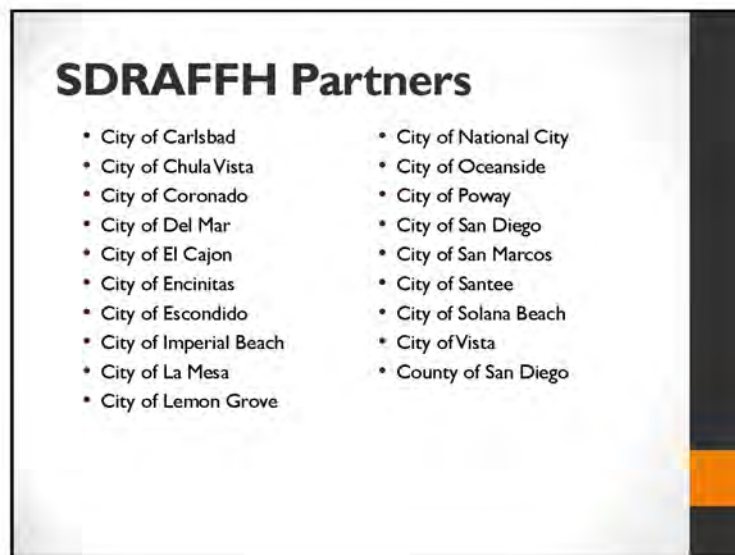 SDRAFFH Partners
• City of Carlsbad
• City of Chula Vista
• City of Coronado
• City of Del Mar
• City of El Cajon
• City of Encinitas
• City of Escondido
• City of Imperial Beach
• City of La Mesa
• City of Lemon Grove
• City of National City
• City of Oceanside
• City of Poway
• City of San Diego
• City of San Marcos
• City of Santee
• City of Solana Beach
• City of Vista
• County of San Diego